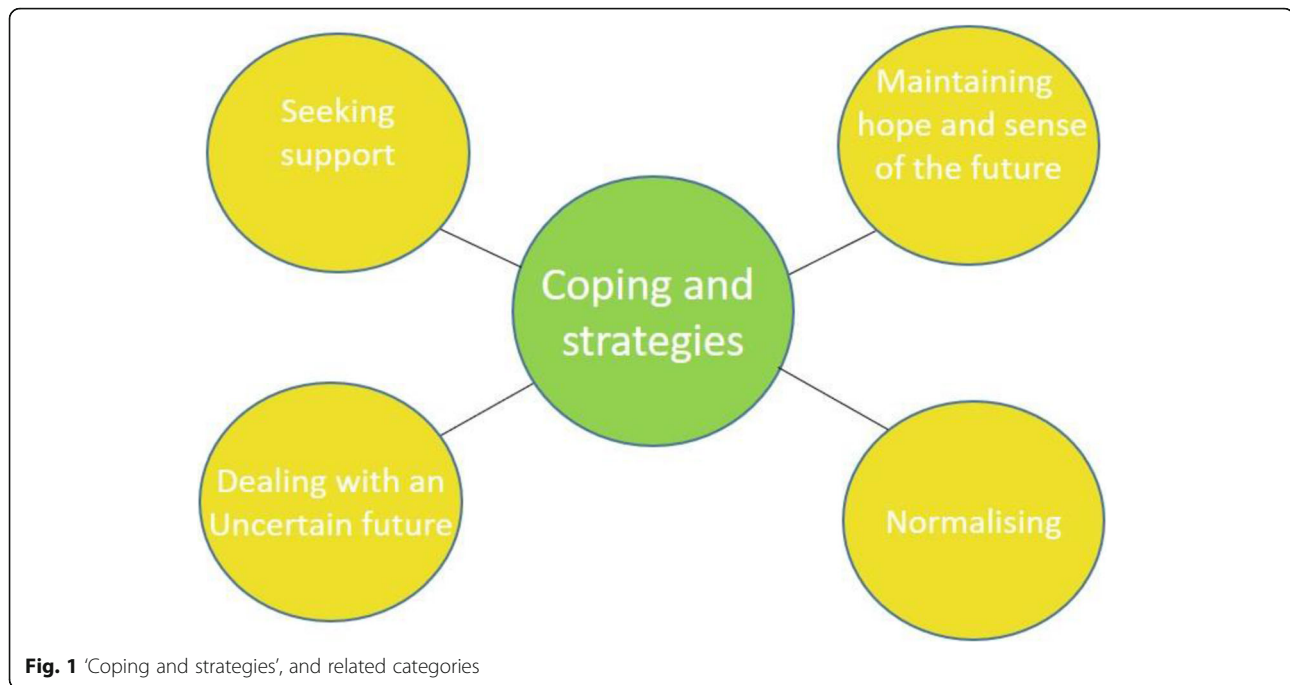 Seeking
support
Maintaining
hope and sense
of the future
Coping and
strategies
Dealing with an
Uncertain future
Normalising
Fig. 1 ‘Coping and strategies’, and related categories